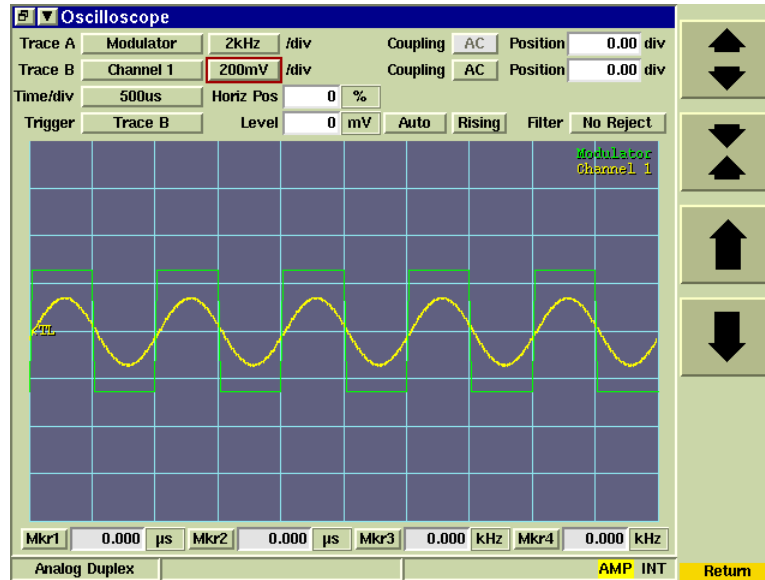 Oscilloscope
Trace A Modulator 2kHz /div Coupling AC Position 0.00 div
Trace B Channel 1 200mV /div Coupling AC Position 0.00 div
Time/div 500us Horiz Pos 0 %
Trigger Trace B Level 0 mV Auto Rising Filter No Reject
Modulator
Channel 1
TL
Mkr1 0.000 µs Mkr2 0.000 µs Mkr3 0.000 kHz Mkr4 0.000 kHz
Analog Duplex AMP INT Return